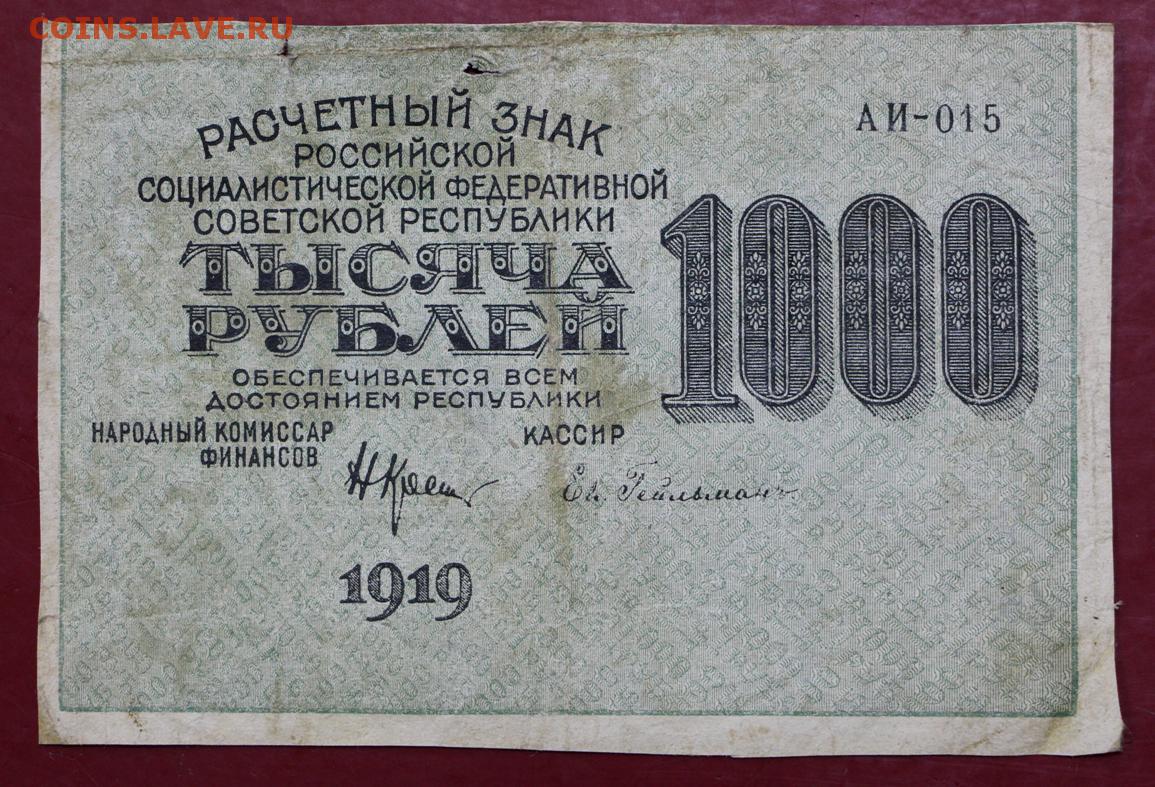 COINS.LAVE.RU
РАСЧЕТНЫЙ ЗНАК
РОССИЙСКОЙ
СОЦИАЛИСТИЧЕСКОЙ ФЕДЕРАТИВНОЙ
СОВЕТСКОЙ РЕСПУБЛИКИ
ТЫСЯЧА
РУБЛЕЙ
ОБЕСПЕЧИВАЕТСЯ ВСЕМ
ДОСТОЯНИЕМ РЕСПУБЛИКИ
АИ-015
1000
НАРОДНЫЙ КОМИССАР
ФИНАНСОВ
КАССИР
Гейльман
1919